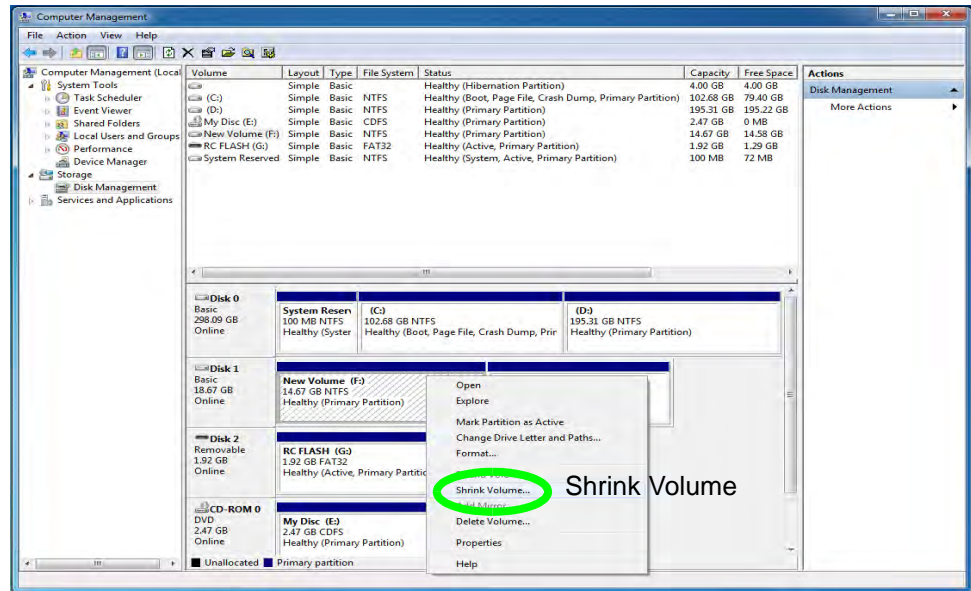 Computer Management
File Action View Help
Computer Management (Local
System Tools
Task Scheduler
Event Viewer
Shared Folders
Local Users and Groups
Performance
Device Manager
Storage
Disk Management
Services and Applications
Volume Layout Type File System Status Capacity Free Space
Simple Basic Healthy (Hibernation Partition) 4.00 GB 4.00 GB
(C:) Simple Basic NTFS Healthy (Boot, Page File, Crash Dump, Primary Partition) 102.68 GB 79.40 GB
(D:) Simple Basic NTFS Healthy (Primary Partition) 195.31 GB 195.22 GB
My Disc (E:) Simple Basic CDFS Healthy (Primary Partition) 2.47 GB 0 MB
New Volume (F:) Simple Basic NTFS Healthy (Primary Partition) 14.67 GB 14.58 GB
RC FLASH (G:) Simple Basic FAT32 Healthy (Active, Primary Partition) 1.92 GB 1.29 GB
System Reserved Simple Basic NTFS Healthy (System, Active, Primary Partition) 100 MB 72 MB
Actions
Disk Management
More Actions
Disk 0
Basic
298.09 GB
Online
System Reserv
100 MB NTFS
Healthy (Syster
(C:)
102.68 GB NTFS
Healthy (Boot, Page File, Crash Dump, Prir
(D:)
195.31 GB NTFS
Healthy (Primary Partition)
Disk 1
Basic
18.67 GB
Online
New Volume (F:)
14.67 GB NTFS
Healthy (Primary Partition)
Disk 2
Removable
1.92 GB
Online
RC FLASH (G:)
1.92 GB FAT32
Healthy (Active, Primary Partitic
CD-ROM 0
DVD
2.47 GB
Online
My Disc (E:)
2.47 GB CDFS
Healthy (Primary Partition)
Open
Explore
Mark Partition as Active
Change Drive Letter and Paths...
Format...
Shrink Volume...
Shrink Volume
Delete Volume...
Properties
Help
Unallocated Primary partition